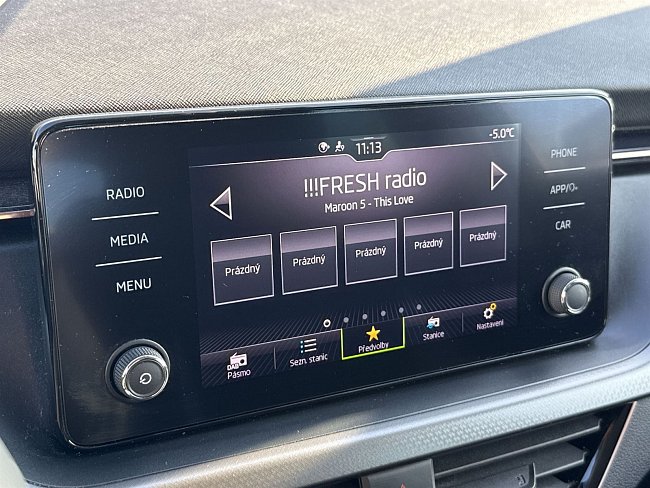 11:13
-5.0°C
!!!FRESH radio
Maroon 5 - This Love
RADIO
MEDIA
MENU
PHONE
APP/
CAR
Prázdný
Prázdný
Prázdný
Prázdný
Prázdný
DAB
Pásmo
Sezn. stanic
Předvolby
Stanice
Nastavení